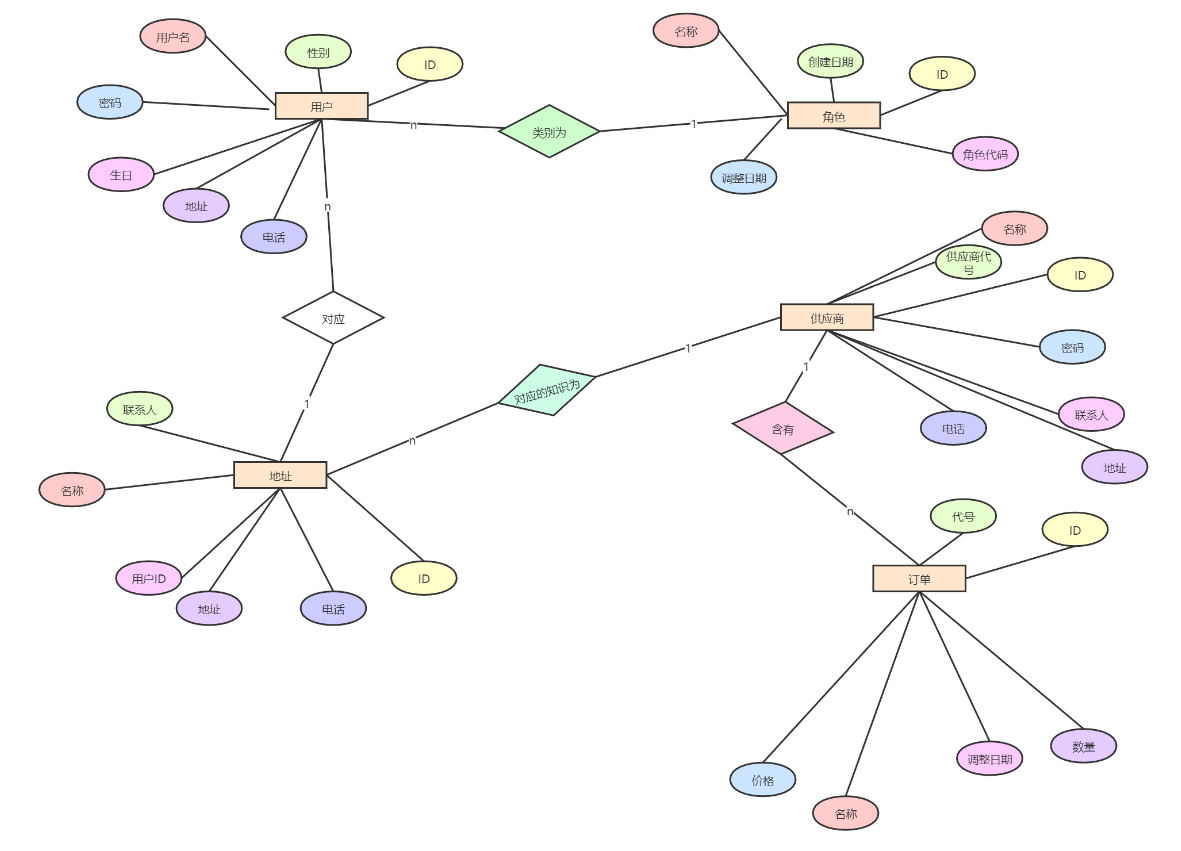 用户名
性别
ID
密码
用户
生日
地址
电话
n
类别为
1
名称
创建日期
ID
角色
角色代码
调整日期
n
对应
1
名称
供应商代
号
ID
供应商
密码
联系人
地址
电话
1
对应的知识为
n
1
含有
n
联系人
名称
地址
用户ID
地址
电话
ID
代号
ID
订单
价格
名称
调整日期
数量